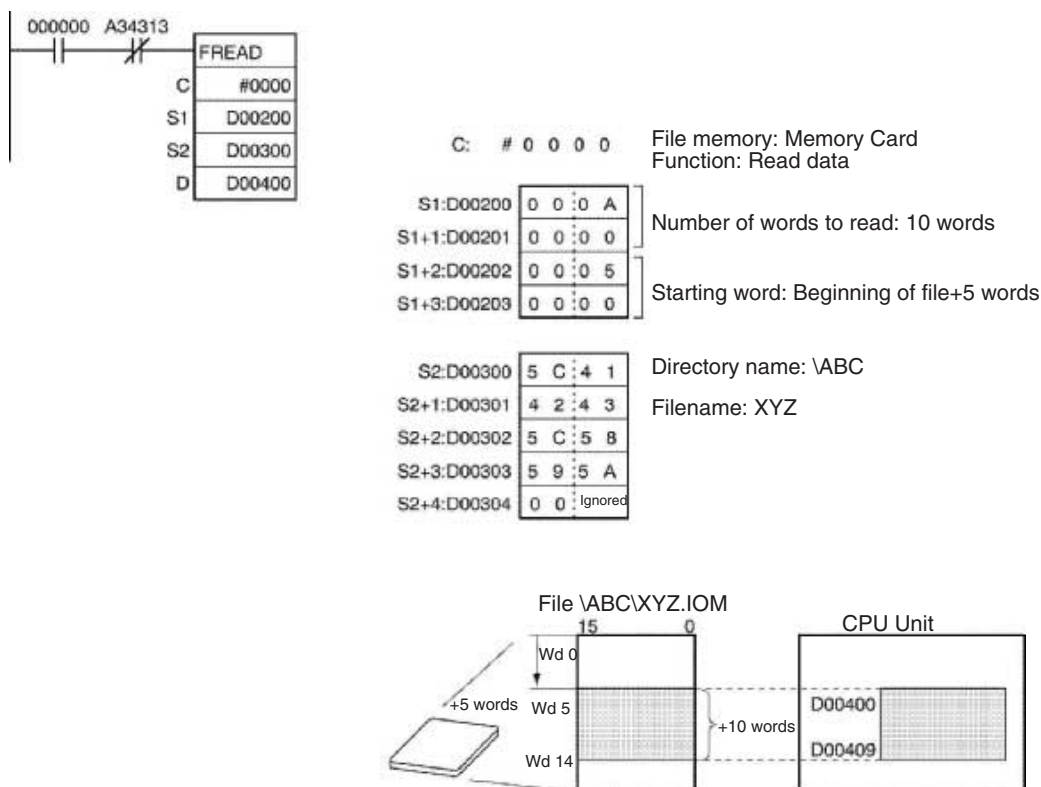 000000 A34313
FREAD
C #0000
S1 D00200
S2 D00300
D D00400
C: # 0 0 0 0 File memory: Memory Card
Function: Read data
S1:D00200 0 0 0 A
Number of words to read: 10 words
S1+1:D00201 0 0 0 0
S1+2:D00202 0 0 0 5
Starting word: Beginning of file+5 words
S1+3:D00203 0 0 0 0
S2:D00300 5 C 4 1 Directory name: \ABC
S2+1:D00301 4 2 4 3 Filename: XYZ
S2+2:D00302 5 C 5 8
S2+3:D00303 5 9 5 A
S2+4:D00304 0 0 Ignored
File \ABC\XYZ.IOM
15 0 CPU Unit
Wd 0
+5 words Wd 5 D00400
+10 words
Wd 14 D00409